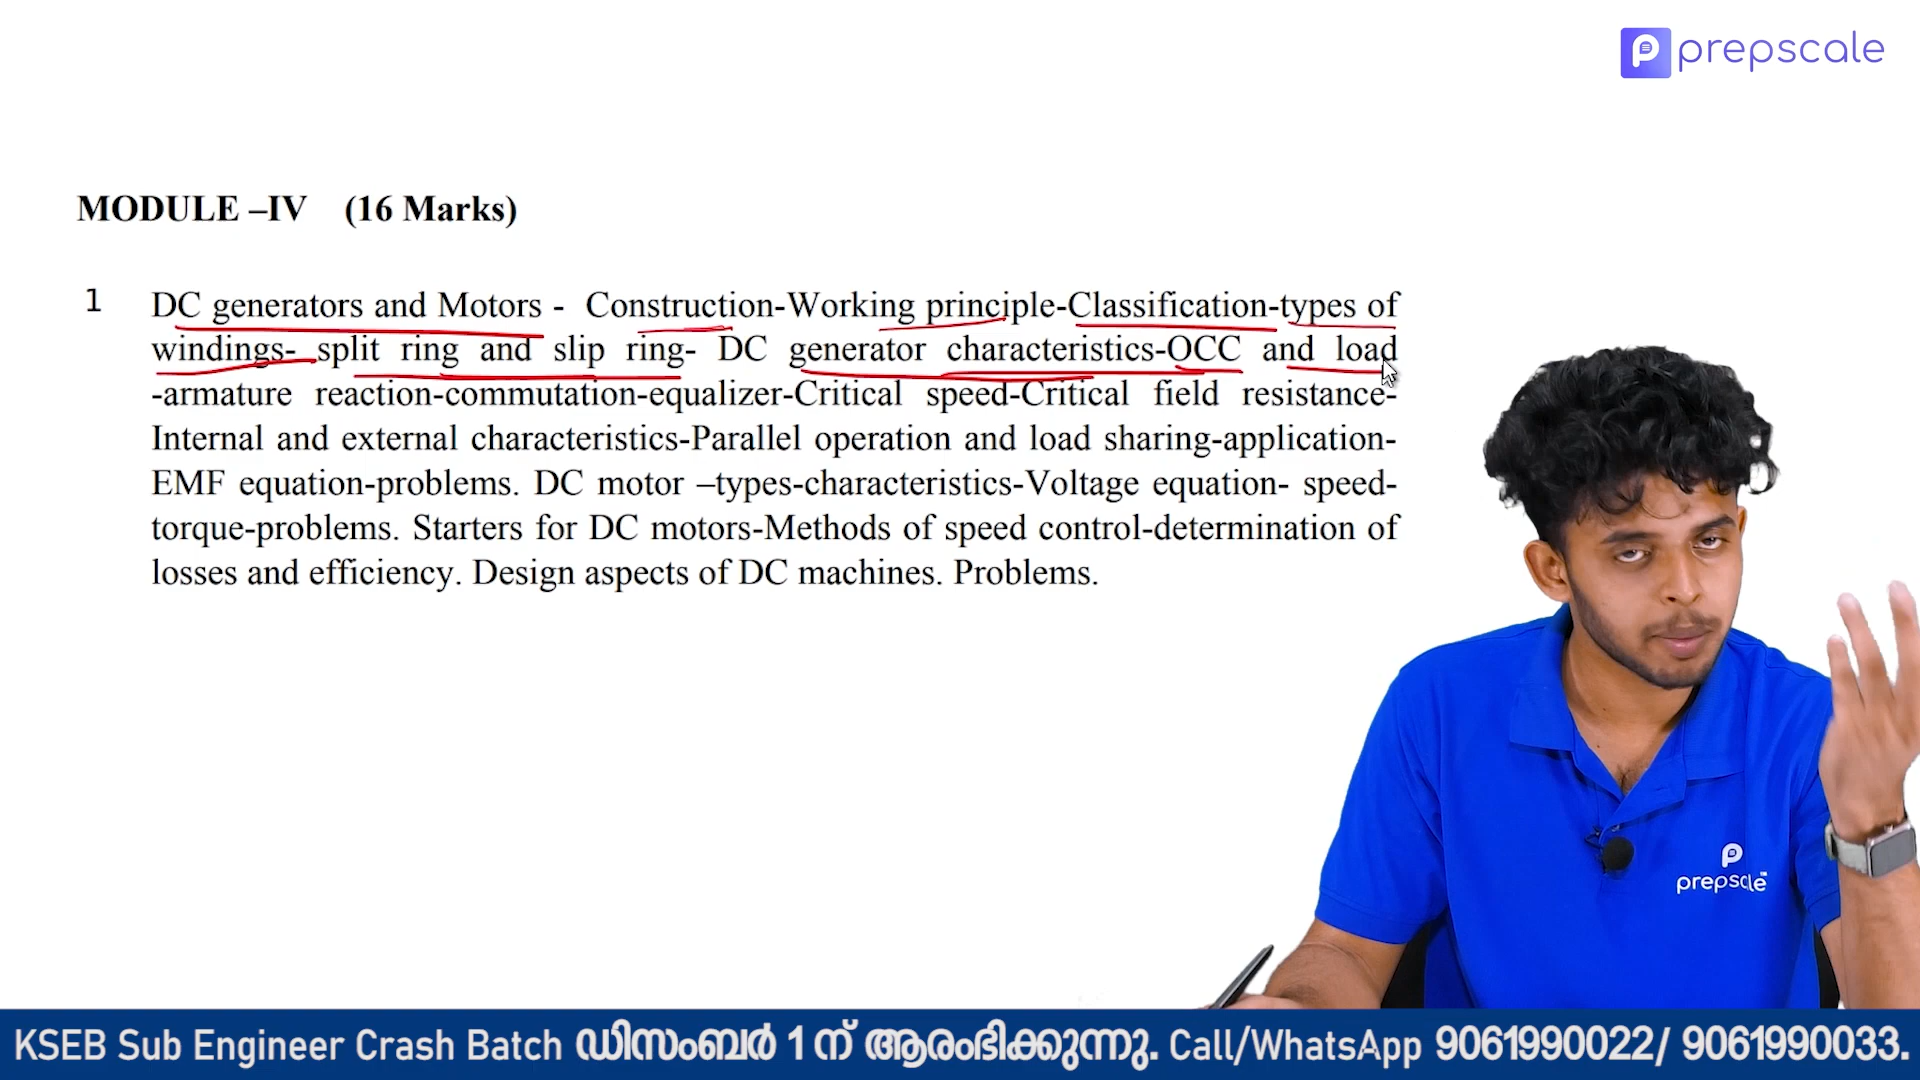 prepscale
MODULE –IV (16 Marks)
1 DC generators and Motors - Construction-Working principle-Classification-types of
windings- split ring and slip ring- DC generator characteristics-OCC and load
-armature reaction-commutation-equalizer-Critical speed-Critical field resistance-
Internal and external characteristics-Parallel operation and load sharing-application-
EMF equation-problems. DC motor –types-characteristics-Voltage equation- speed-
torque-problems. Starters for DC motors-Methods of speed control-determination of
losses and efficiency. Design aspects of DC machines. Problems.
prepscale™
KSEB Sub Engineer Crash Batch ഡിസംബർ 1 ന് ആരംഭിക്കുന്നു. Call/WhatsApp 9061990022/ 9061990033.